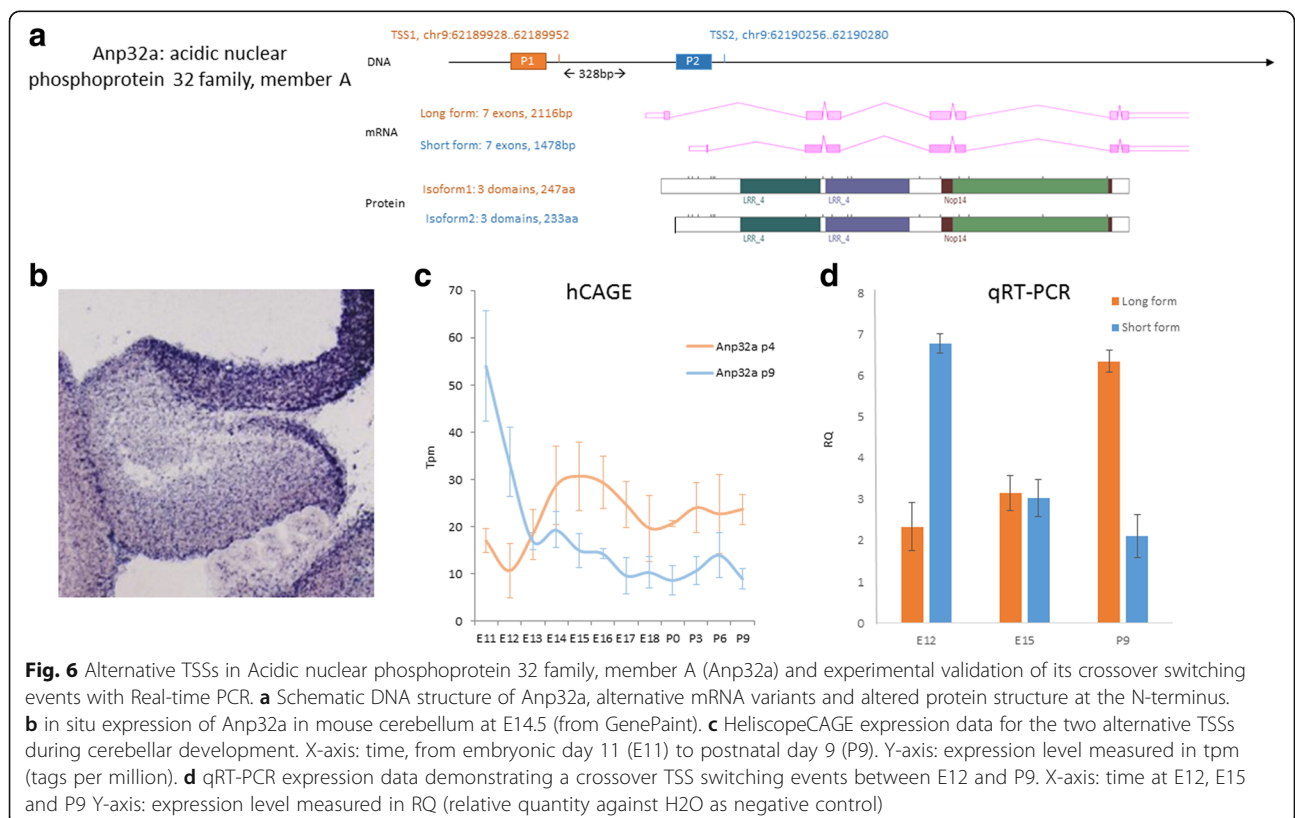 a
Anp32a: acidic nuclear
phosphoprotein 32 family, member A
TSS1, chr9:62189928..62189952
TSS2, chr9:62190256..62190280
DNA
P1
P2
328bp
mRNA
Long form: 7 exons, 2116bp
Short form: 7 exons, 1478bp
Protein
Isoform1: 3 domains, 247aa
LRR_4
LRR_4
Nop14
Isoform2: 3 domains, 233aa
LRR_4
LRR_4
Nop14
b
c
hCAGE
70
60
50
40
30
20
10
0
Tpm
Anp32a p4
Anp32a p9
E11 E12 E13 E14 E15 E16 E17 E18 P0 P3 P6 P9
d
qRT-PCR
Long form
Short form
8
7
6
5
4
3
2
1
0
RQ
E12 E15 P9
Fig. 6 Alternative TSSs in Acidic nuclear phosphoprotein 32 family, member A (Anp32a) and experimental validation of its crossover switching
events with Real-time PCR. a Schematic DNA structure of Anp32a, alternative mRNA variants and altered protein structure at the N-terminus.
b in situ expression of Anp32a in mouse cerebellum at E14.5 (from GenePaint). c HeliscopeCAGE expression data for the two alternative TSSs
during cerebellar development. X-axis: time, from embryonic day 11 (E11) to postnatal day 9 (P9). Y-axis: expression level measured in tpm
(tags per million). d qRT-PCR expression data demonstrating a crossover TSS switching events between E12 and P9. X-axis: time at E12, E15
and P9 Y-axis: expression level measured in RQ (relative quantity against H2O as negative control)